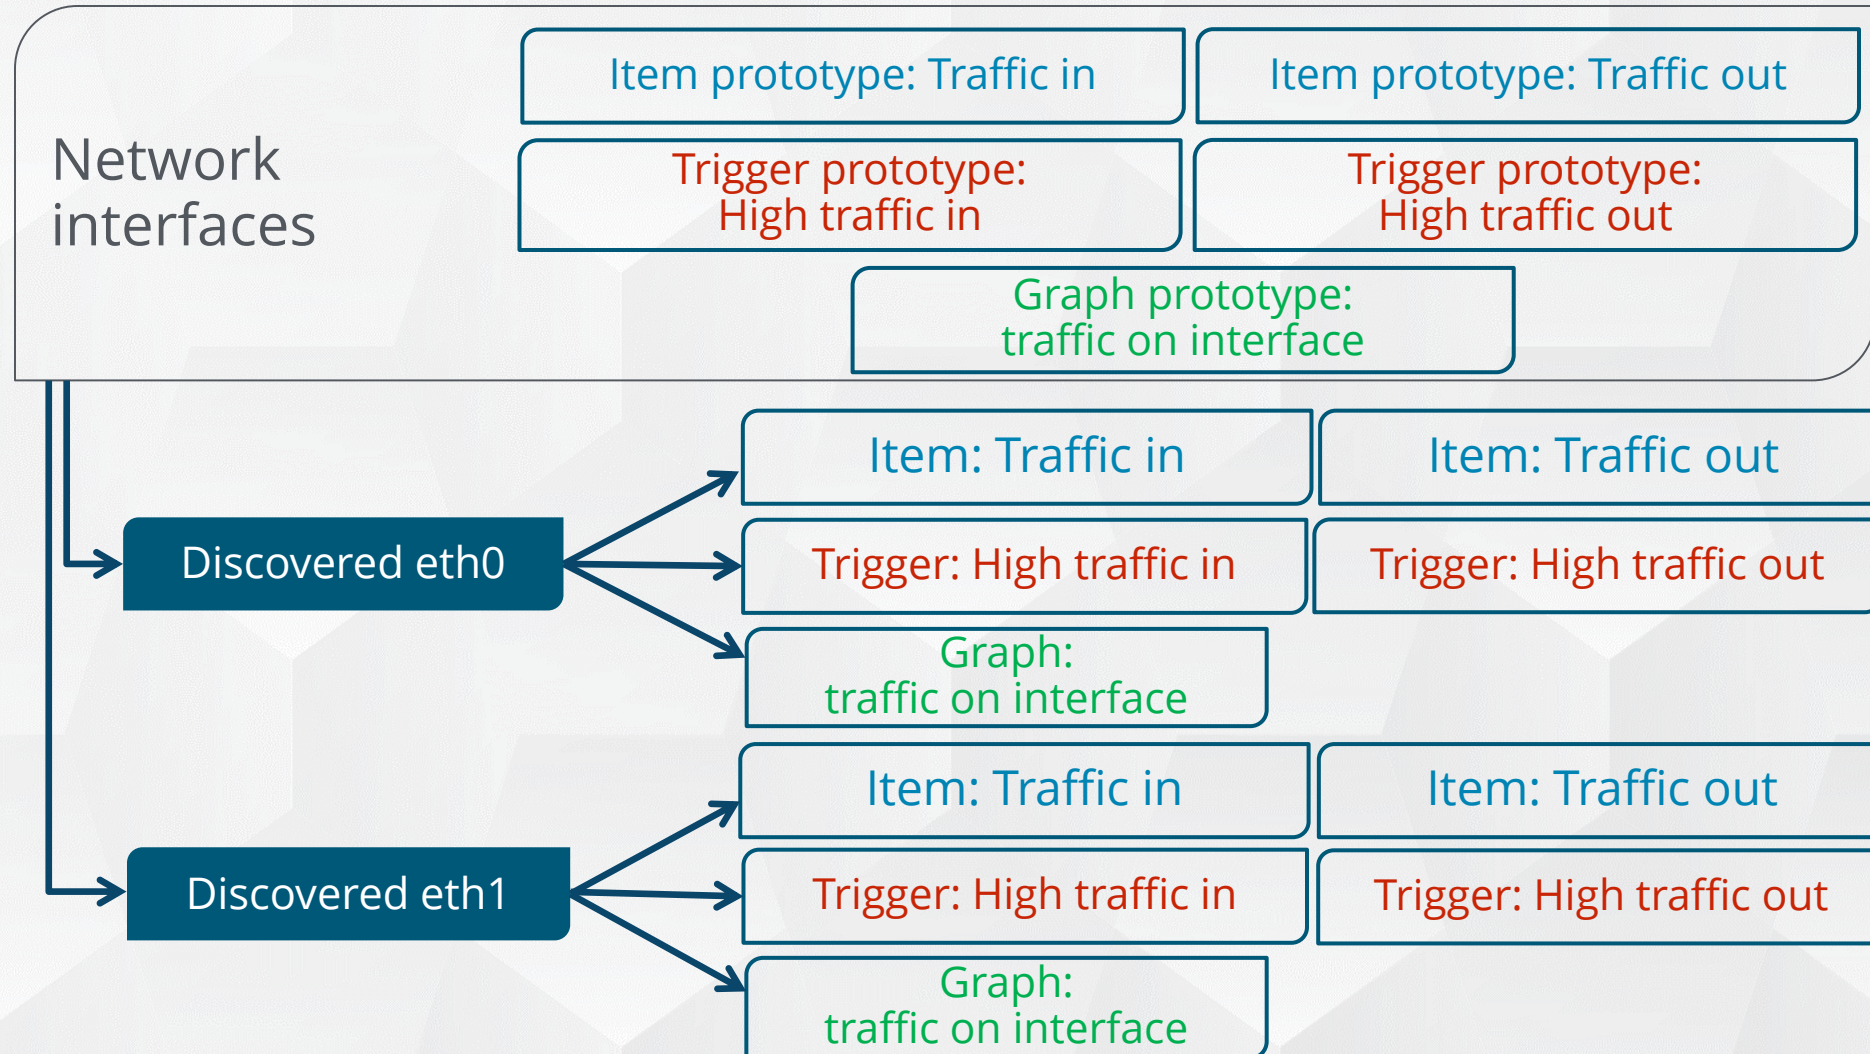 Item prototype: Traffic in
Item prototype: Traffic out
Network
interfaces
Trigger prototype:
High traffic in
Trigger prototype:
High traffic out
Graph prototype:
traffic on interface
Item: Traffic in
Item: Traffic out
Discovered eth0
Trigger: High traffic in
Trigger: High traffic out
Graph:
traffic on interface
Item: Traffic in
Item: Traffic out
Discovered eth1
Trigger: High traffic in
Trigger: High traffic out
Graph:
traffic on interface